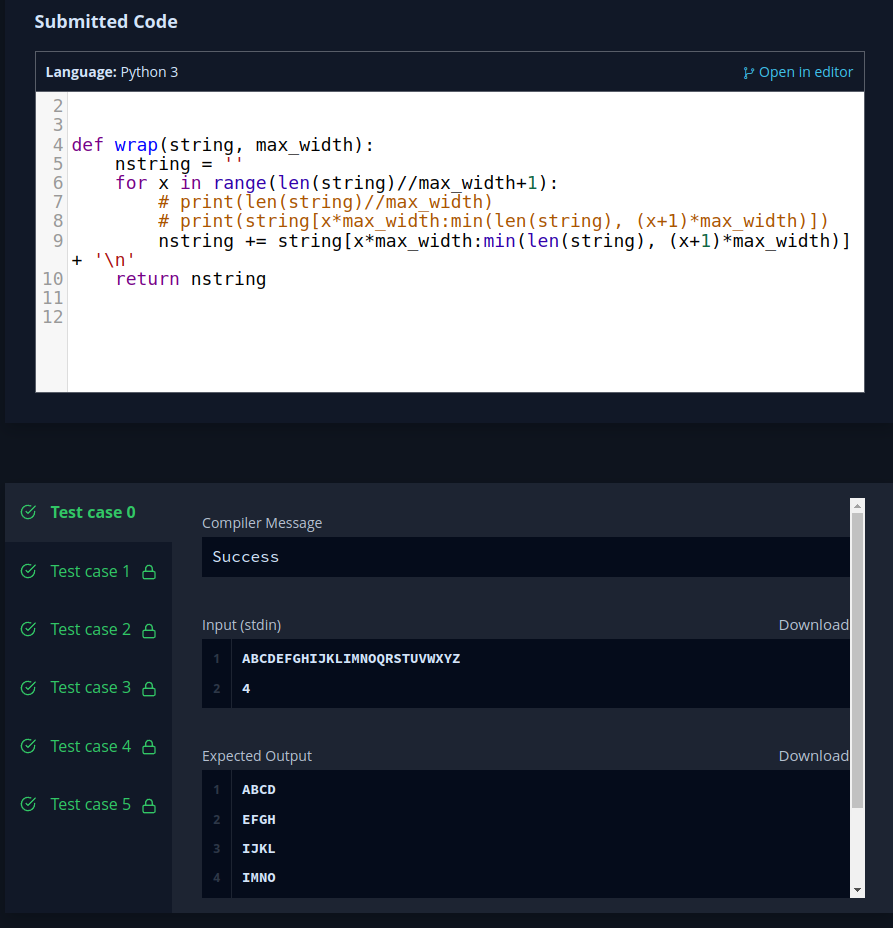 Submitted Code
Language: Python 3
Open in editor
2
3
4 def wrap(string, max_width):
5     nstring = ''
6     for x in range(len(string)//max_width+1):
7         # print(len(string)//max_width)
8         # print(string[x*max_width:min(len(string), (x+1)*max_width)])
9         nstring += string[x*max_width:min(len(string), (x+1)*max_width)]
+ '\n'
10     return nstring
11
12
Test case 0
Test case 1
Test case 2
Test case 3
Test case 4
Test case 5
Compiler Message
Success
Input (stdin)
Download
1 ABCDEFGHIJKLIMNOQRSTUVWXYZ
2 4
Expected Output
Download
1 ABCD
2 EFGH
3 IJKL
4 IMNO